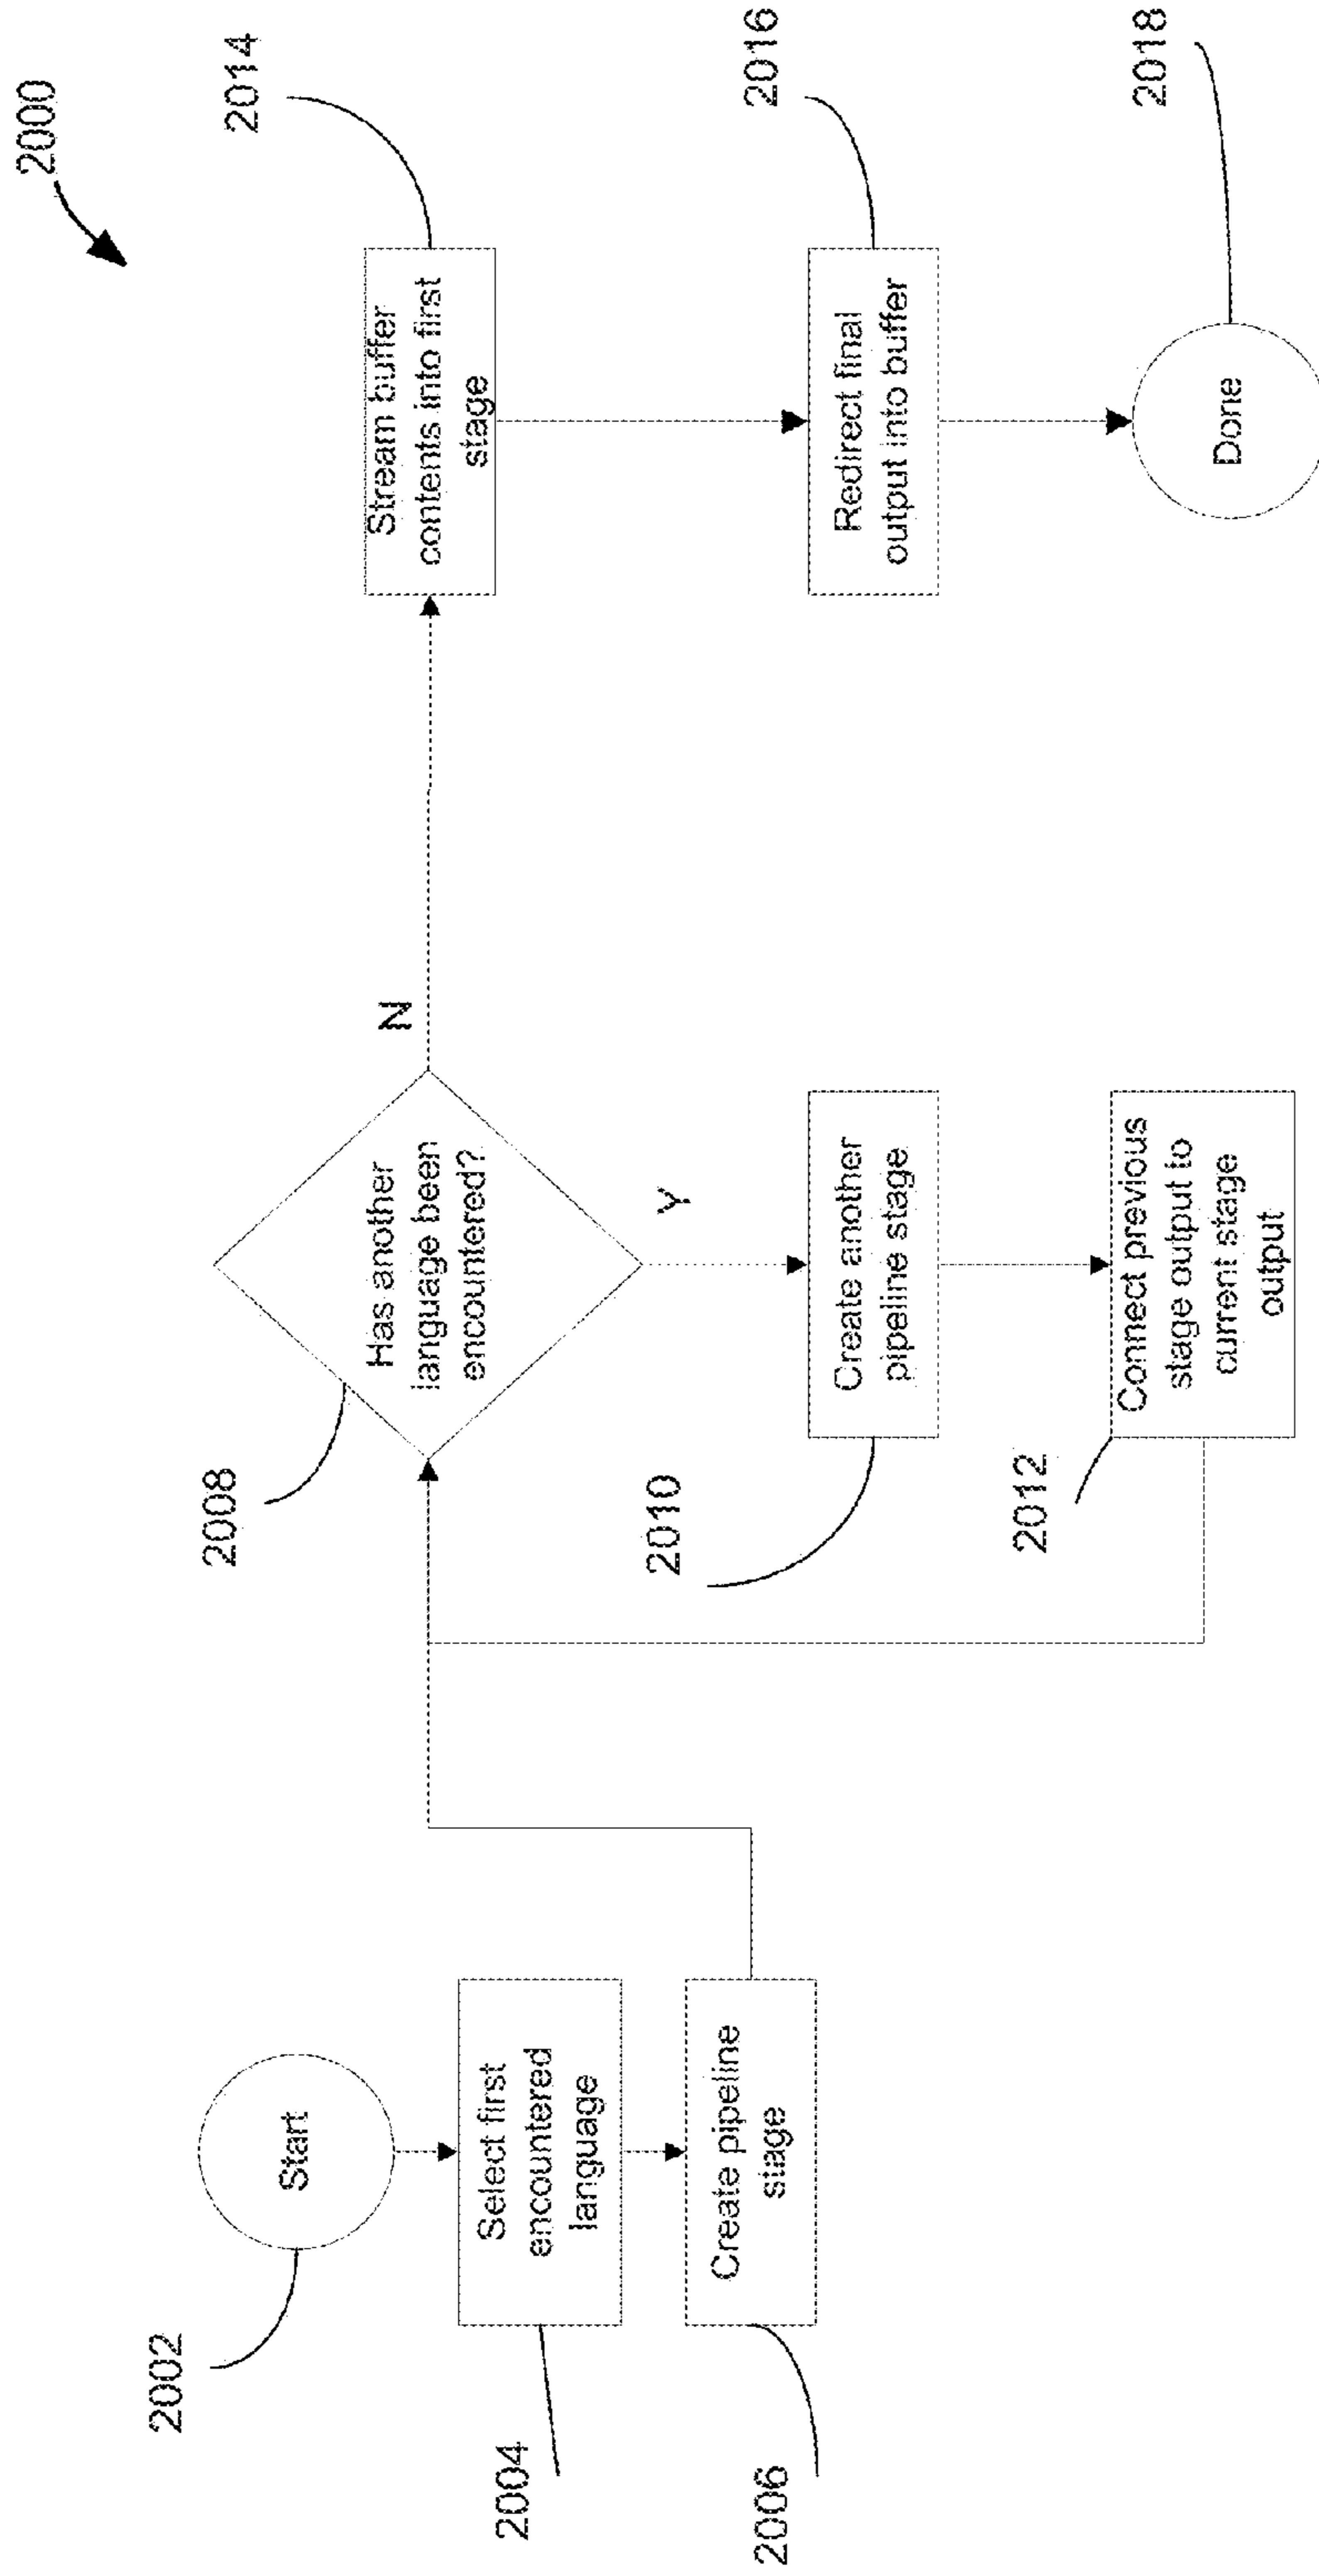 2000
2002
Start
2004
Select first
encountered
language
2006
Create pipeline
stage
2008
Has another
language been
encountered?
N
Y
2010
Create another
pipeline stage
2012
Connect previous
stage output to
current stage
output
2014
Stream buffer
contents into first
stage
2016
Redirect final
output into buffer
2018
Done